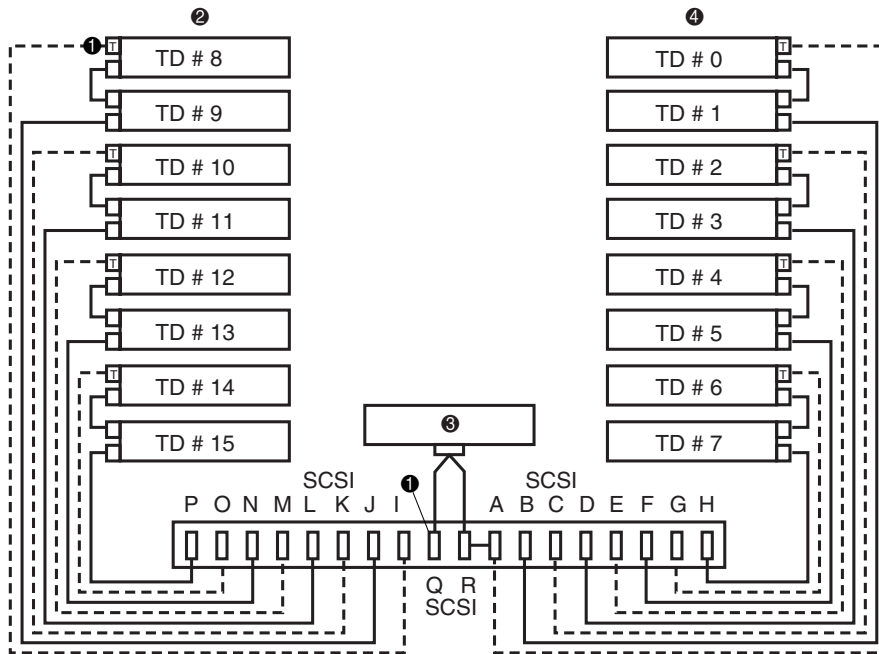 ❷ ❹
❶ T TD # 8 TD # 0 T
TD # 9 TD # 1
T TD # 10 TD # 2 T
TD # 11 TD # 3
T TD # 12 TD # 4 T
TD # 13 TD # 5
T TD # 14 TD # 6 T
❸
TD # 15 TD # 7
SCSI ❶ SCSI
P O N M L K J I A B C D E F G H
Q R
SCSI